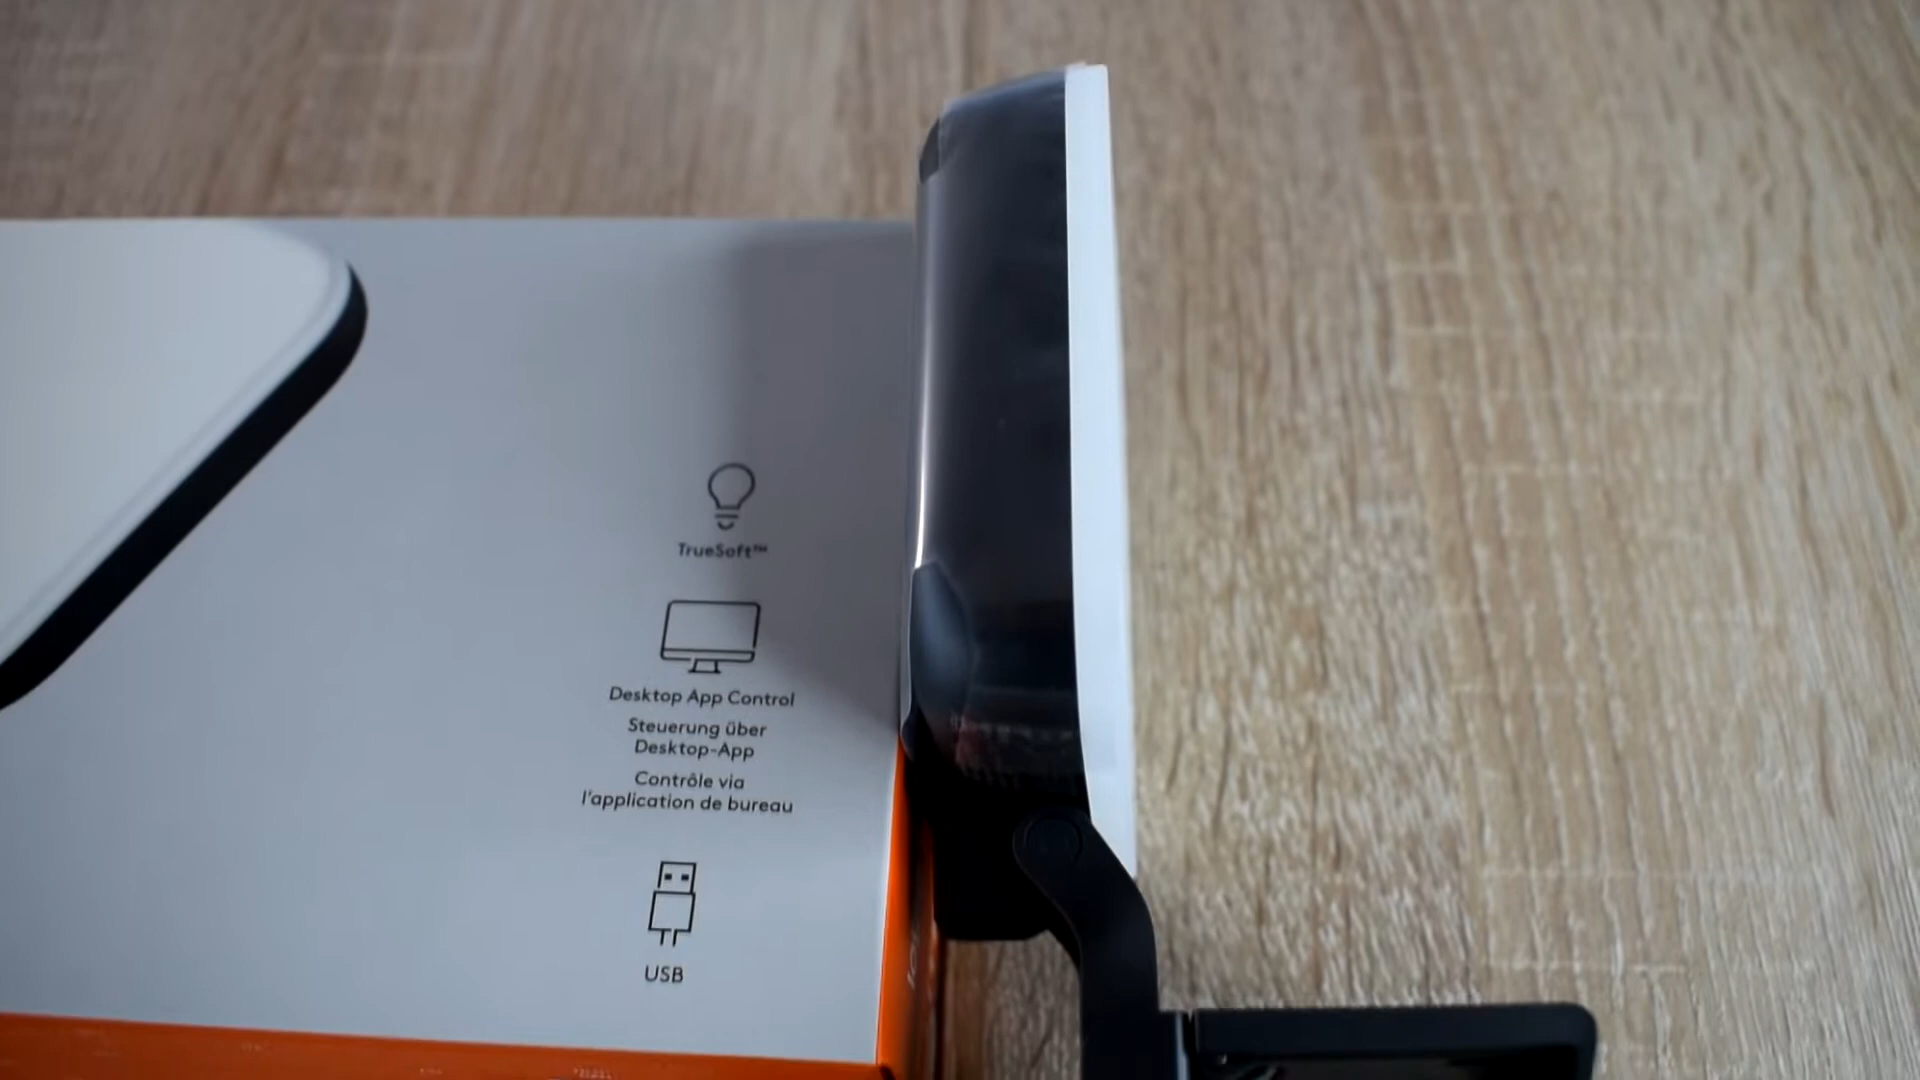 TrueSoft™
Desktop App Control
Steuerung über
Desktop-App
Contrôle via
l'application de bureau
USB